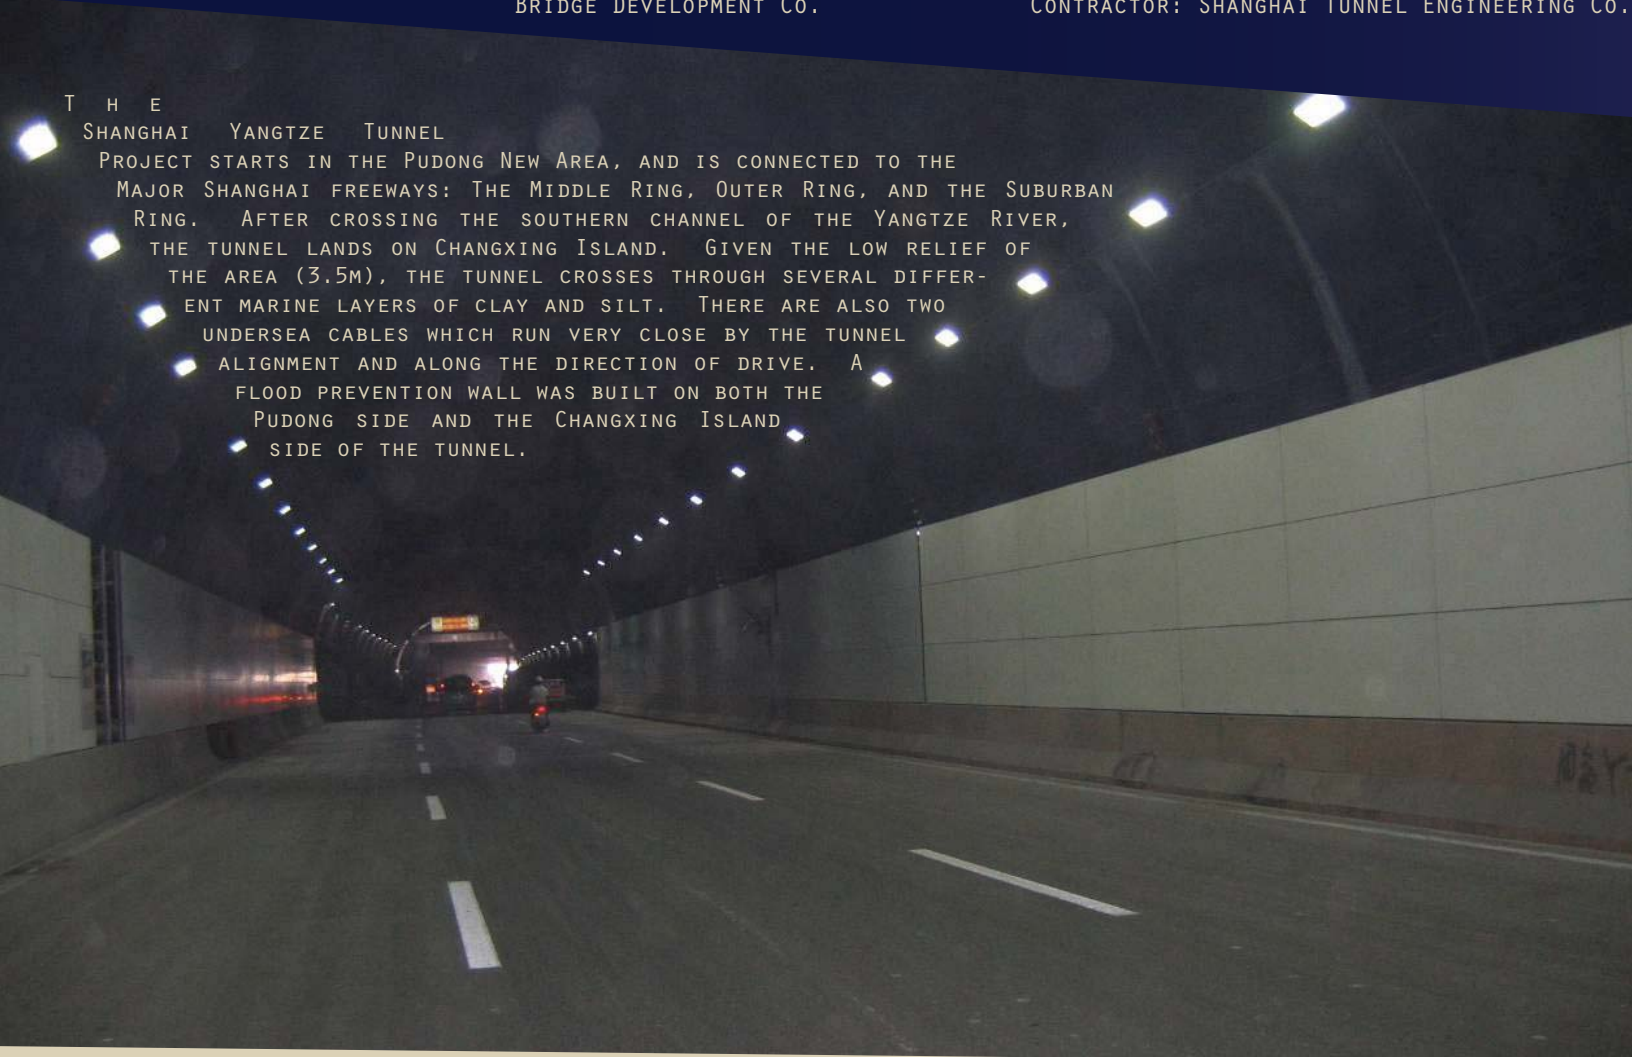 Bridge Development Co. Contractor: Shanghai Tunnel Engineering Co.
The
Shanghai Yangtze Tunnel
Project starts in the Pudong New Area, and is connected to the
Major Shanghai freeways: The Middle Ring, Outer Ring, and the Suburban
Ring. After crossing the southern channel of the Yangtze River,
the tunnel lands on Changxing Island. Given the low relief of
the area (3.5m), the tunnel crosses through several differ-
ent marine layers of clay and silt. There are also two
undersea cables which run very close by the tunnel
alignment and along the direction of drive. A
flood prevention wall was built on both the
Pudong side and the Changxing Island
side of the tunnel.